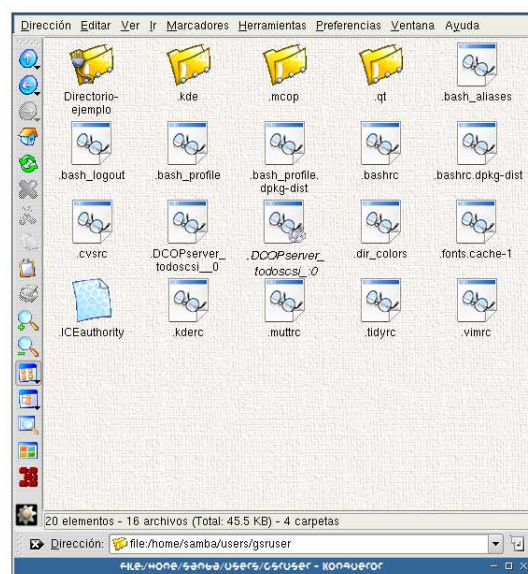 Dirección Editar Ver Ir Marcadores Herramientas Preferencias Ventana Ayuda
Directorio-
ejemplo
.kde
.mcop
.qt
.bash_aliases
.bash_logout
.bash_profile
.bash_profile.
dpkg-dist
.bashrc
.bashrc.dpkg-dist
.cvsrc
.DCOPserver_
todoscsi__0
.DCOPserver_
todoscsi_:0
.dir_colors
.fonts.cache-1
.ICEauthority
.kderc
.muttrc
.tidyrc
.vimrc
20 elementos - 16 archivos (Total: 45.5 KB) - 4 carpetas
Dirección: file:/home/samba/users/gsruser
file:/home/samba/users/gsruser - Konqueror